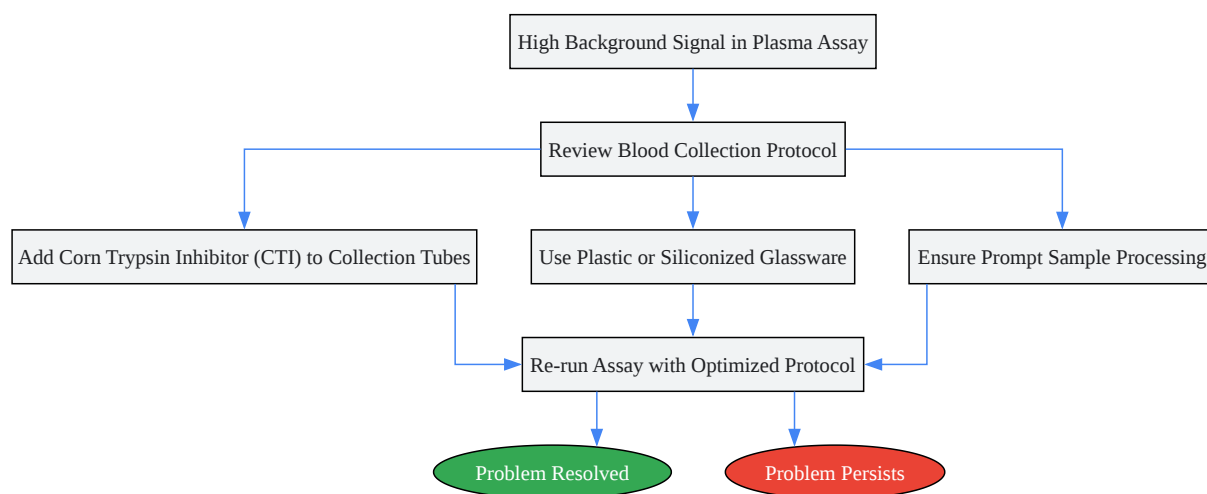 High Background Signal in Plasma Assay
Review Blood Collection Protocol
Add Corn Trypsin Inhibitor (CTI) to Collection Tubes
Use Plastic or Siliconized Glassware
Ensure Prompt Sample Processing
Re-run Assay with Optimized Protocol
Problem Resolved
Problem Persists